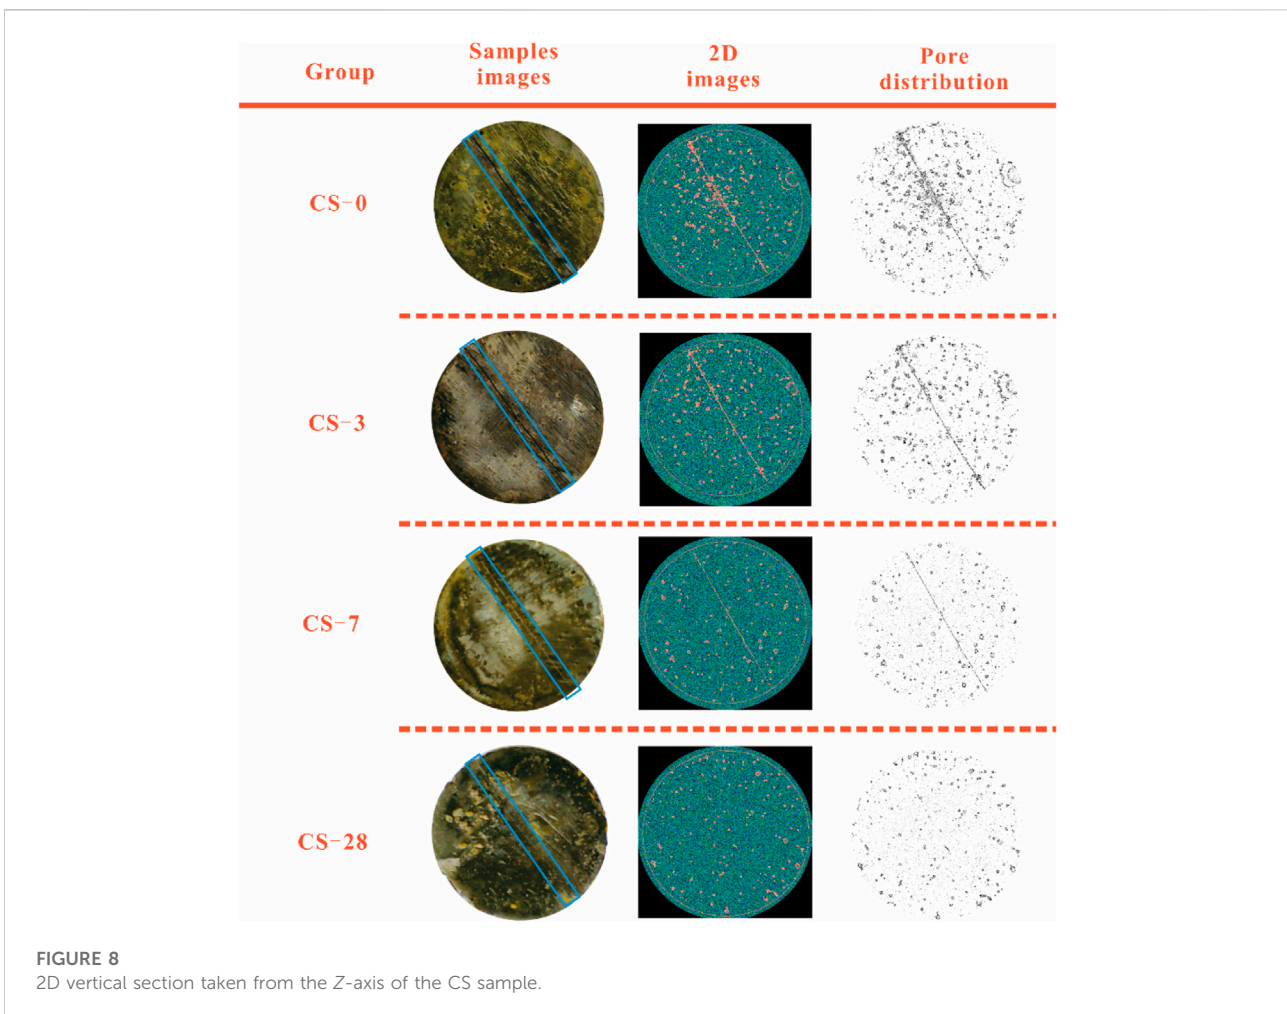 Group
Samples
images
2D
images
Pore
distribution
CS-0
CS-3
CS-7
CS-28
FIGURE 8
2D vertical section taken from the Z-axis of the CS sample.